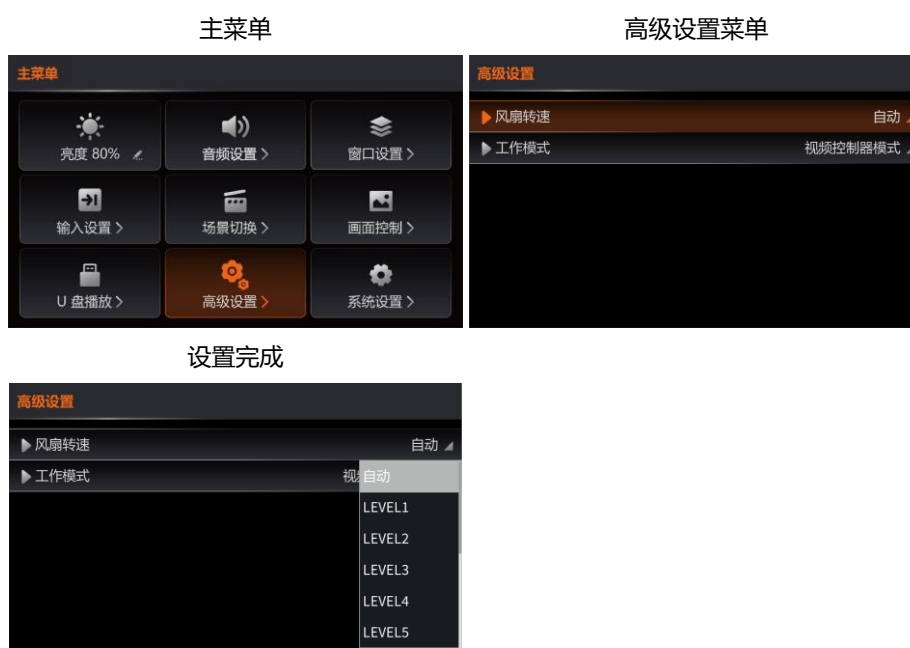 主菜单
高级设置菜单
主菜单
亮度 80%
音频设置 >
窗口设置 >
输入设置 >
场景切换 >
画面控制 >
U 盘播放 >
高级设置 >
系统设置 >
高级设置
风扇转速 自动
工作模式 视频控制器模式
设置完成
高级设置
风扇转速 自动
工作模式 视
自动
LEVEL1
LEVEL2
LEVEL3
LEVEL4
LEVEL5